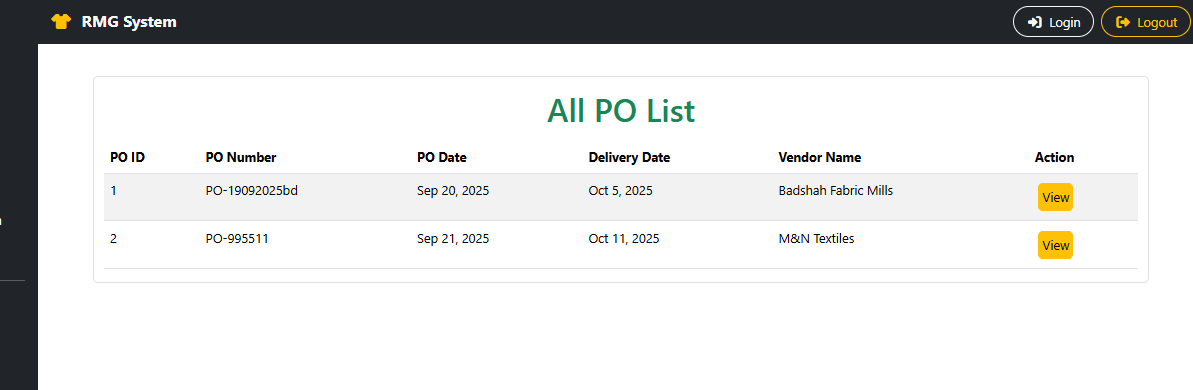 RMG System Login Logout
All PO List
PO ID PO Number PO Date Delivery Date Vendor Name Action
1 PO-19092025bd Sep 20, 2025 Oct 5, 2025 Badshah Fabric Mills View
2 PO-995511 Sep 21, 2025 Oct 11, 2025 M&N Textiles View